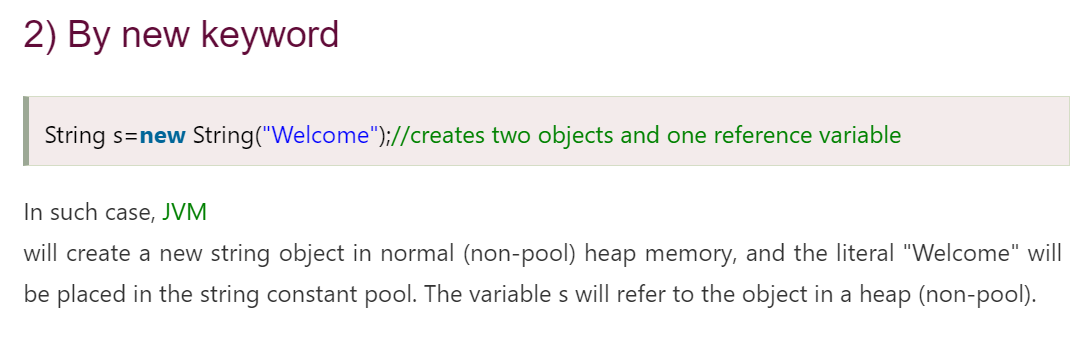 2) By new keyword
String s=new String("Welcome");//creates two objects and one reference variable
In such case, JVM
will create a new string object in normal (non-pool) heap memory, and the literal "Welcome" will
be placed in the string constant pool. The variable s will refer to the object in a heap (non-pool).